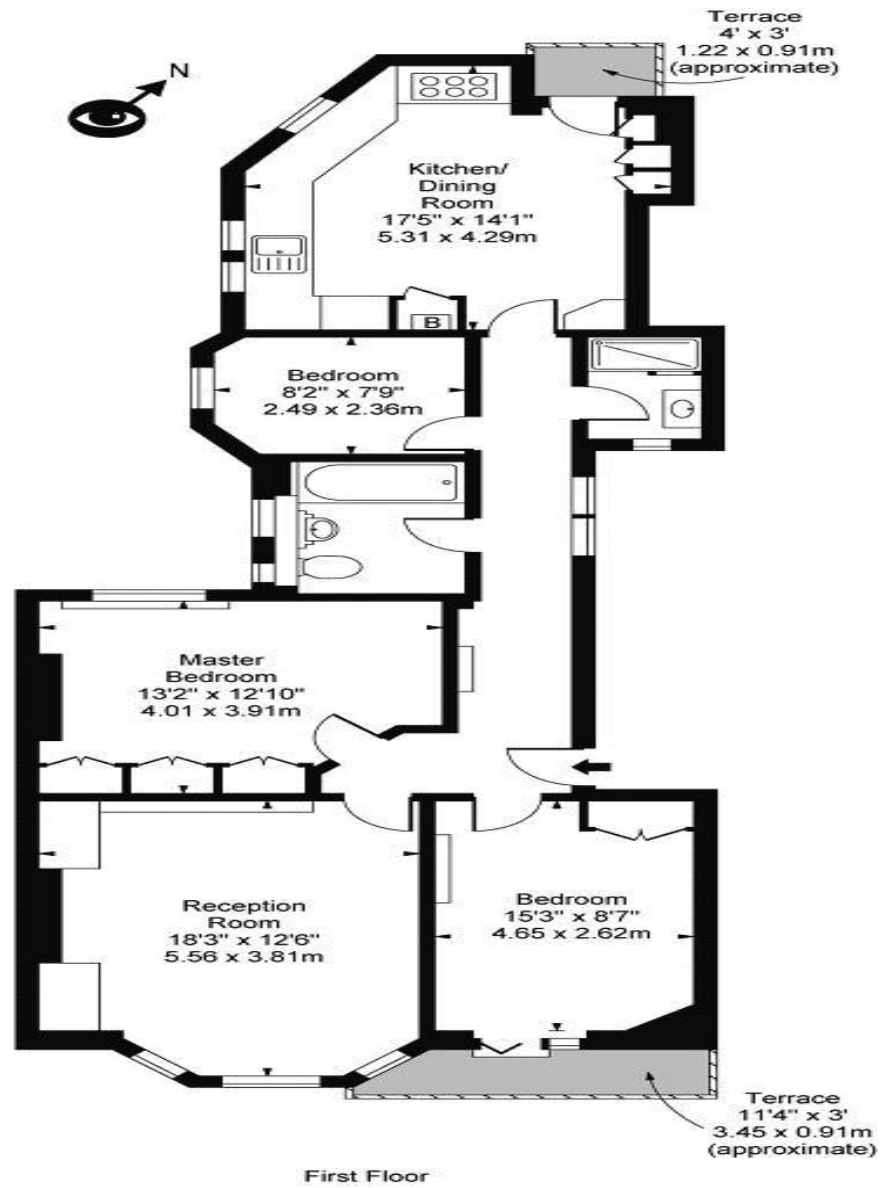 Terrace
4' x 3'
1.22 x 0.91m
(approximate)
N
Kitchen/
Dining
Room
17'5" x 14'1"
5.31 x 4.29m
B
Bedroom
8'2" x 7'9"
2.49 x 2.36m
Master
Bedroom
13'2" x 12'10"
4.01 x 3.91m
Reception
Room
18'3" x 12'6"
5.56 x 3.81m
Bedroom
15'3" x 8'7"
4.65 x 2.62m
Terrace
11'4" x 3'
3.45 x 0.91m
(approximate)
First Floor